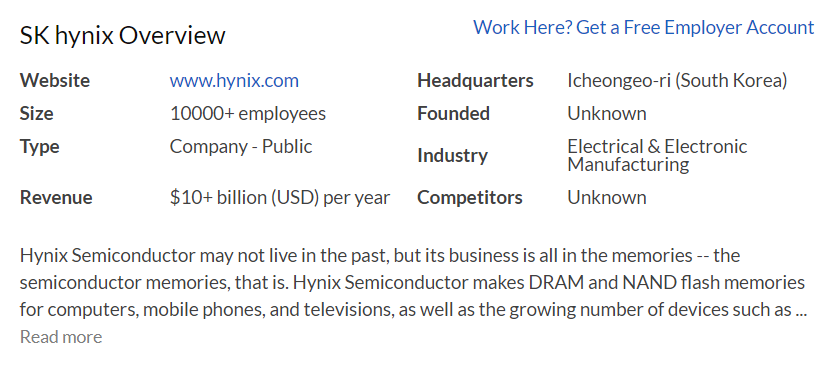 SK hynix Overview
Work Here? Get a Free Employer Account
Website www.hynix.com Headquarters Icheongeo-ri (South Korea)
Size 10000+ employees Founded Unknown
Type Company - Public Industry Electrical & Electronic
Manufacturing
Revenue $10+ billion (USD) per year Competitors Unknown
Hynix Semiconductor may not live in the past, but its business is all in the memories -- the
semiconductor memories, that is. Hynix Semiconductor makes DRAM and NAND flash memories
for computers, mobile phones, and televisions, as well as the growing number of devices such as ...
Read more